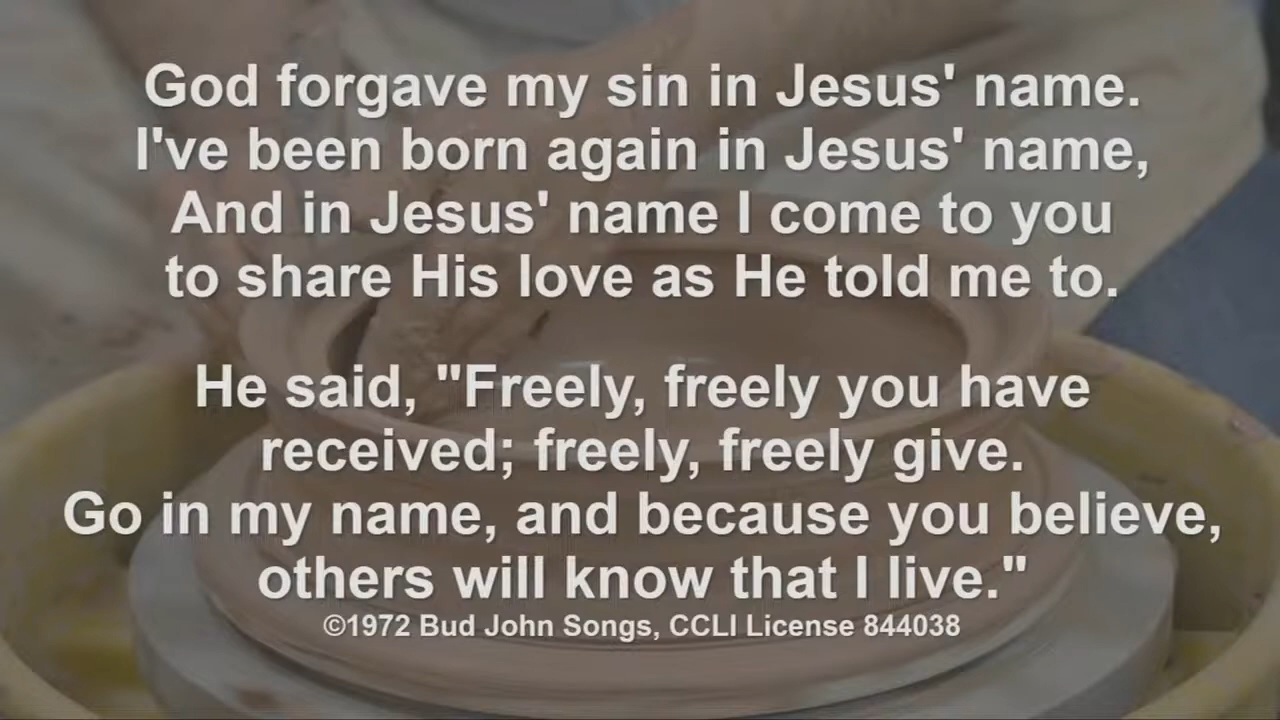 God forgave my sin in Jesus' name.
I've been born again in Jesus' name,
And in Jesus' name I come to you
to share His love as He told me to.
He said, "Freely, freely you have
received; freely, freely give.
Go in my name, and because you believe,
others will know that I live."
©1972 Bud John Songs, CCLI License 844038